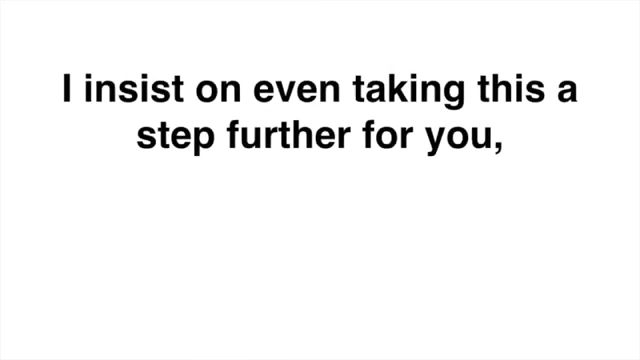 I insist on even taking this a
step further for you,